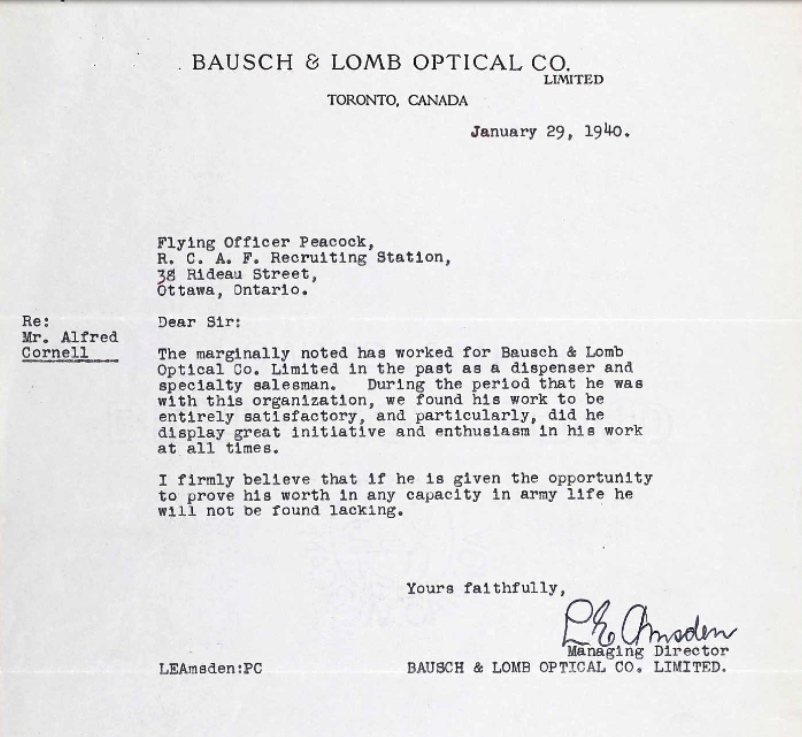 BAUSCH & LOMB OPTICAL CO.
LIMITED
TORONTO, CANADA
January 29, 1940.
Flying Officer Peacock,
R. C. A. F. Recruiting Station,
38 Rideau Street,
Ottawa, Ontario.
Re:
Mr. Alfred
Cornell
Dear Sir:
The marginally noted has worked for Bausch & Lomb
Optical Co. Limited in the past as a dispenser and
specialty salesman. During the period that he was
with this organization, we found his work to be
entirely satisfactory, and particularly, did he
display great initiative and enthusiasm in his work
at all times.
I firmly believe that if he is given the opportunity
to prove his worth in any capacity in army life he
will not be found lacking.
Yours faithfully,
L E Amsden
Managing Director
LEAmsden:PC
BAUSCH & LOMB OPTICAL CO. LIMITED.